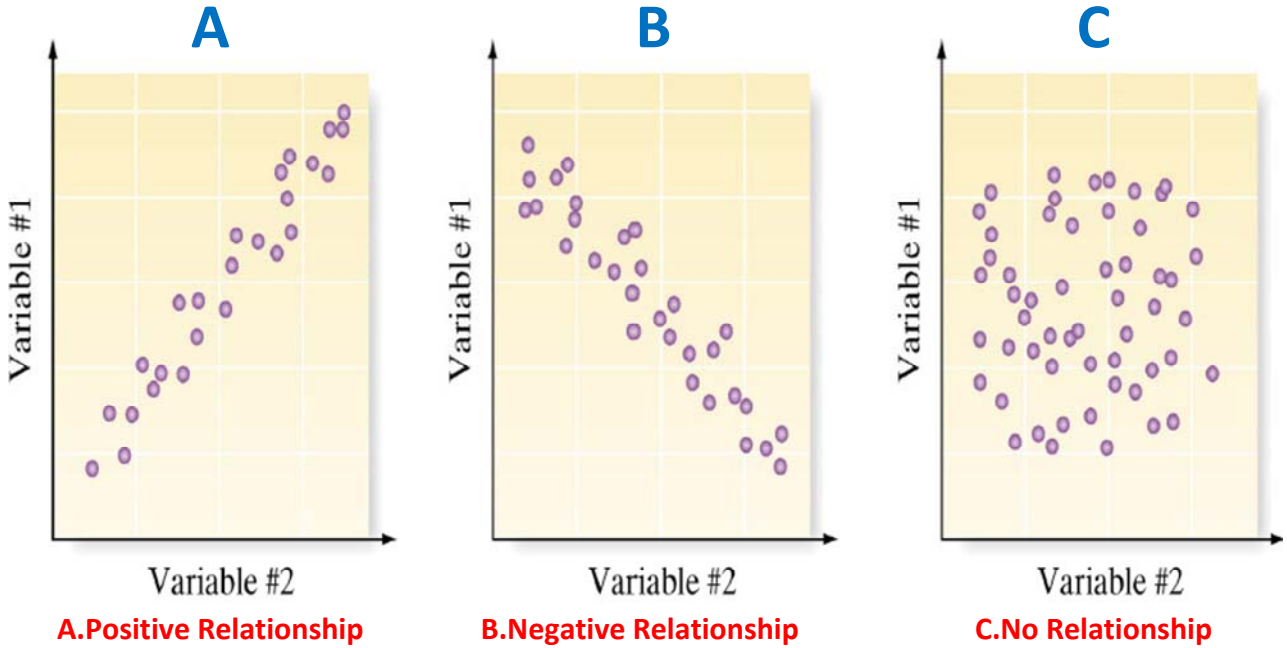 A
B
C
Variable #1
Variable #1
Variable #1
Variable #2
Variable #2
Variable #2
A.Positive Relationship
B.Negative Relationship
C.No Relationship